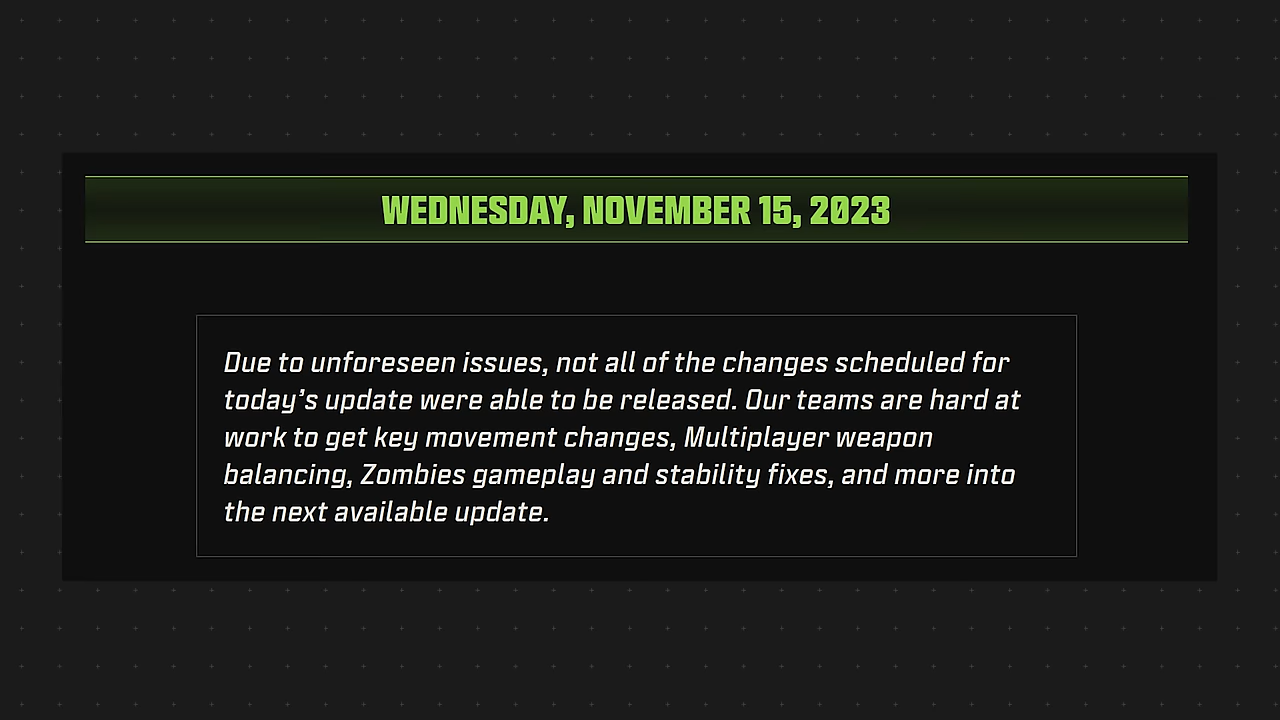 WEDNESDAY, NOVEMBER 15, 2023
Due to unforeseen issues, not all of the changes scheduled for
today’s update were able to be released. Our teams are hard at
work to get key movement changes, Multiplayer weapon
balancing, Zombies gameplay and stability fixes, and more into
the next available update.